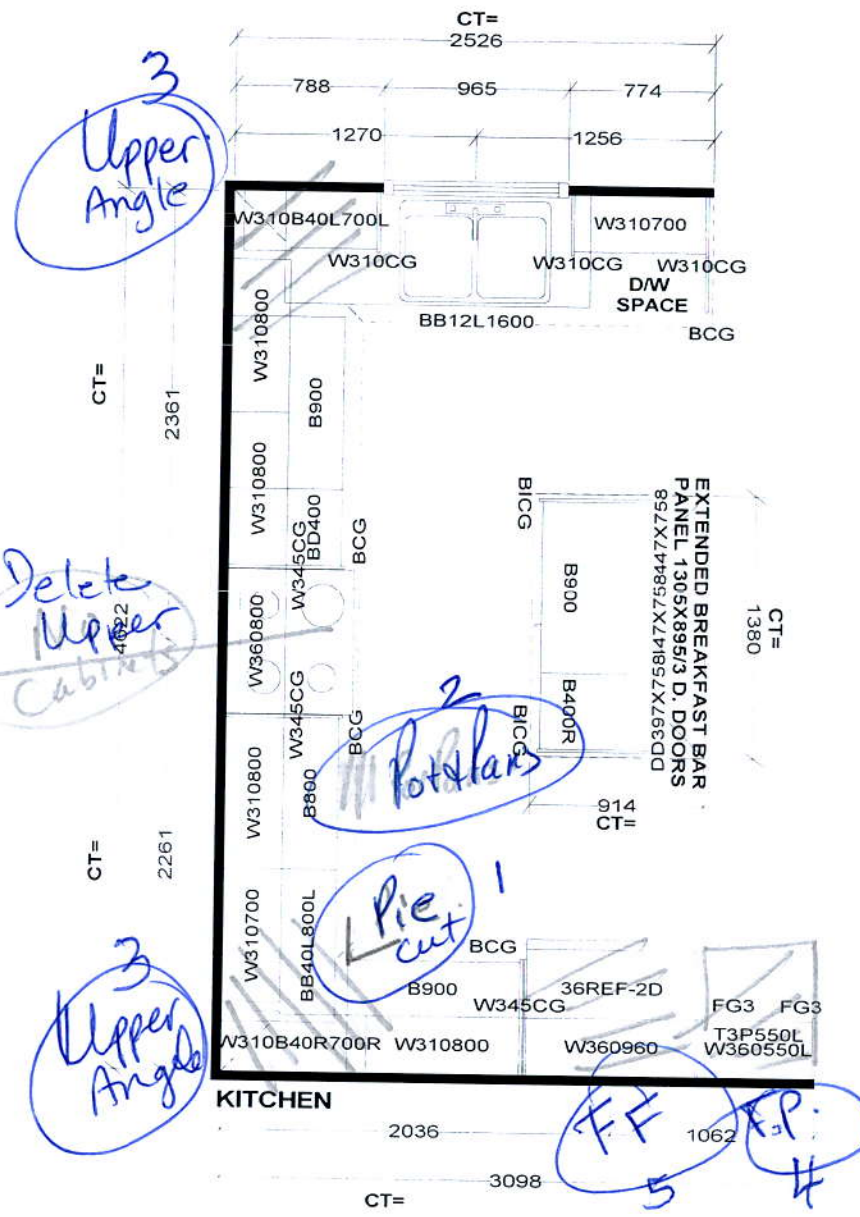 CT=
2526
788 965 774
1270 1256
3
Upper
Angle
W310B40L700L
W310700
W310CG W310CG W310CG
D/W
SPACE
BB12L1600
BCG
W310800
B900
W310800
BD400
W345CG
BCG
CT=
2361
Delete
Upper
Cabinets
4622
W360800
W345CG
BCG
EXTENDED BREAKFAST BAR
PANEL 1305X895/3 D. DOORS
BICG
B900
B400R
BICG
CT=
1380
914
CT=
2
Pot & Pans
W310800
B800
CT=
2261
1
Pie
cut
W310700
BB40L800L
3
Upper
Angle
BCG
B900
W345CG
36REF-2D
FG3 FG3
T3P550L
W310B40R700R W310800 W360960 W360550L
KITCHEN
2036 1062
FF F.P.
5 4
3098
CT=